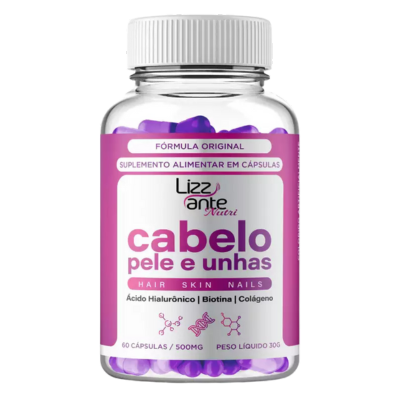 FÓRMULA ORIGINAL
SUPLEMENTO ALIMENTAR EM CÁPSULAS
Lizz
ante
Nutri
cabelo
pele e unhas
HAIR SKIN NAILS
Ácido Hialurônico | Biotina | Colágeno
60 CÁPSULAS / 500MG PESO LÍQUIDO 30G